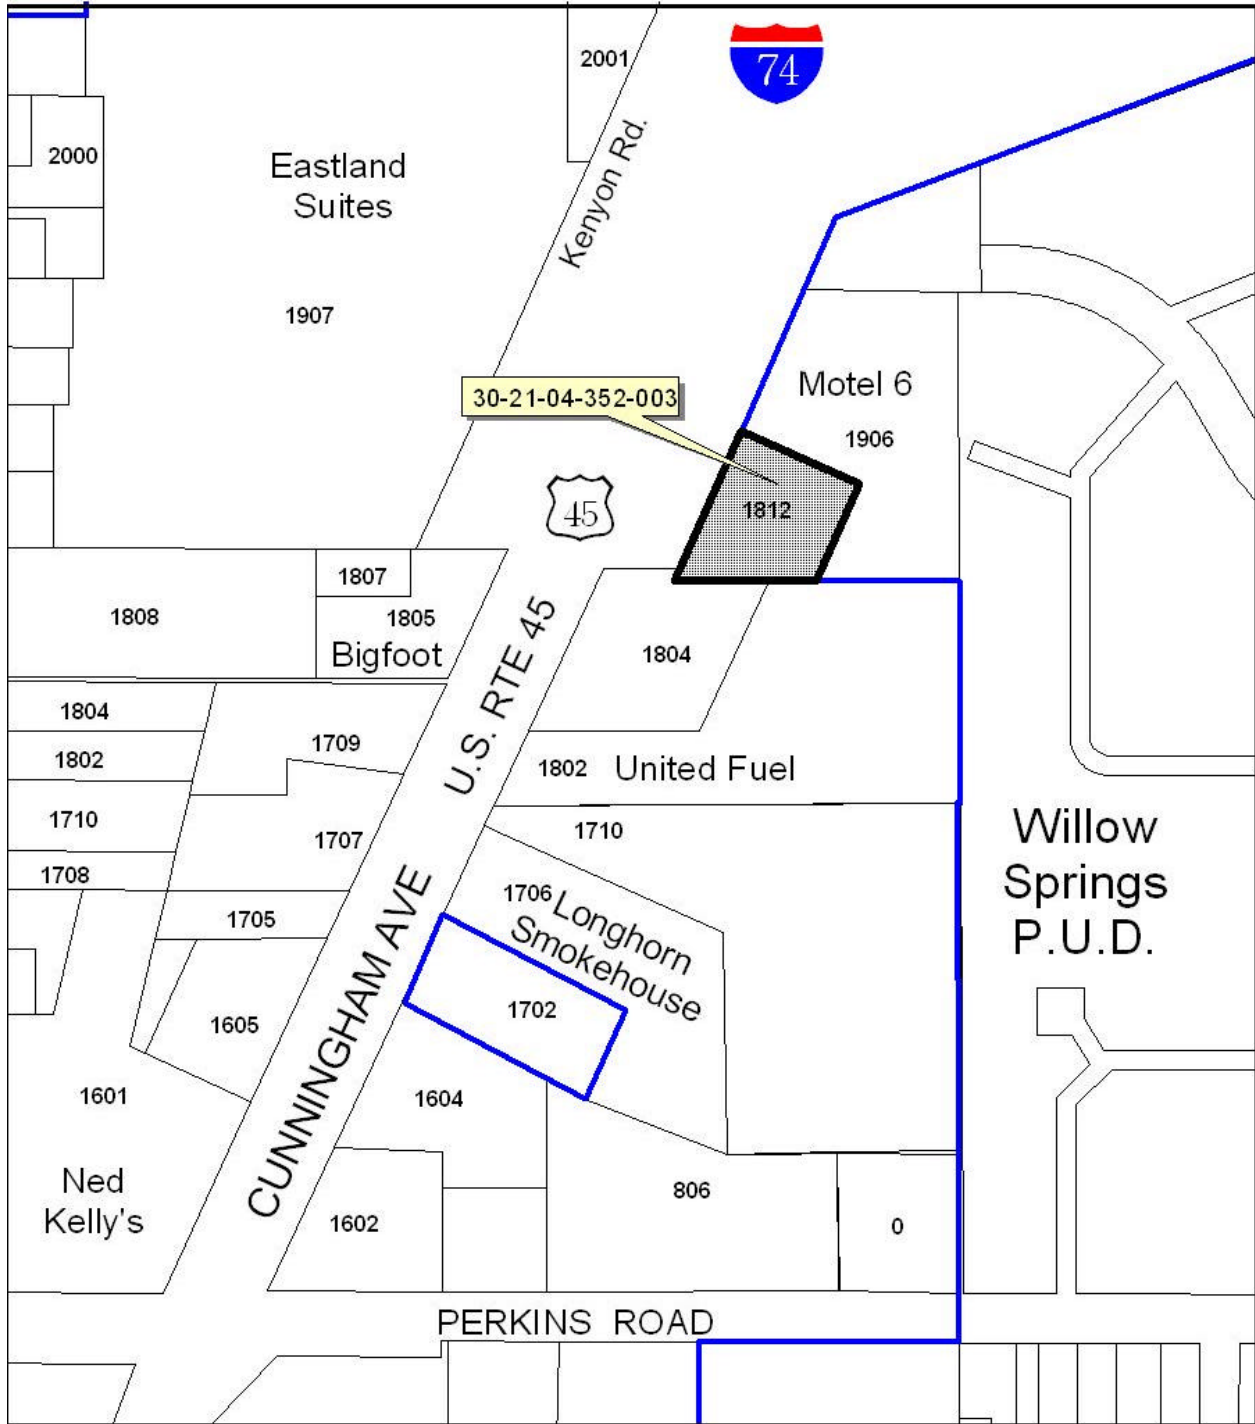 2001
74
2000
Eastland
Suites
Kenyon Rd.
1907
Motel 6
30-21-04-352-003
1906
45
1812
1807
1808
1805
Bigfoot
1804
U.S. RTE 45
1804
1709
1802
1802
United Fuel
1710
1707
1710
Willow
Springs
P.U.D.
1708
1706
Longhorn
Smokehouse
1705
CUNNINGHAM AVE
1702
1605
1601
1604
Ned
Kelly's
806
1602
0
PERKINS ROAD